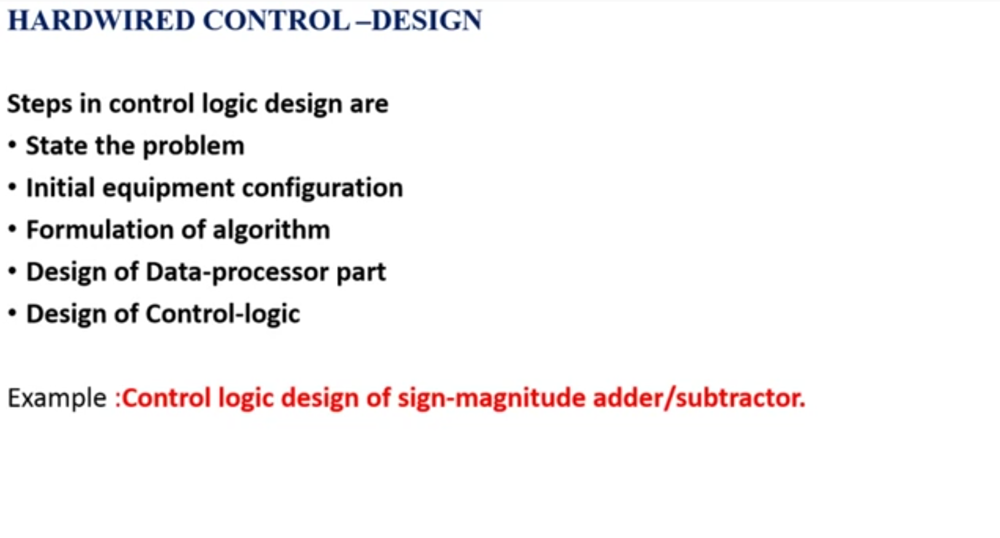 HARDWIRED CONTROL –DESIGN
Steps in control logic design are
• State the problem
• Initial equipment configuration
• Formulation of algorithm
• Design of Data-processor part
• Design of Control-logic
Example :Control logic design of sign-magnitude adder/subtractor.